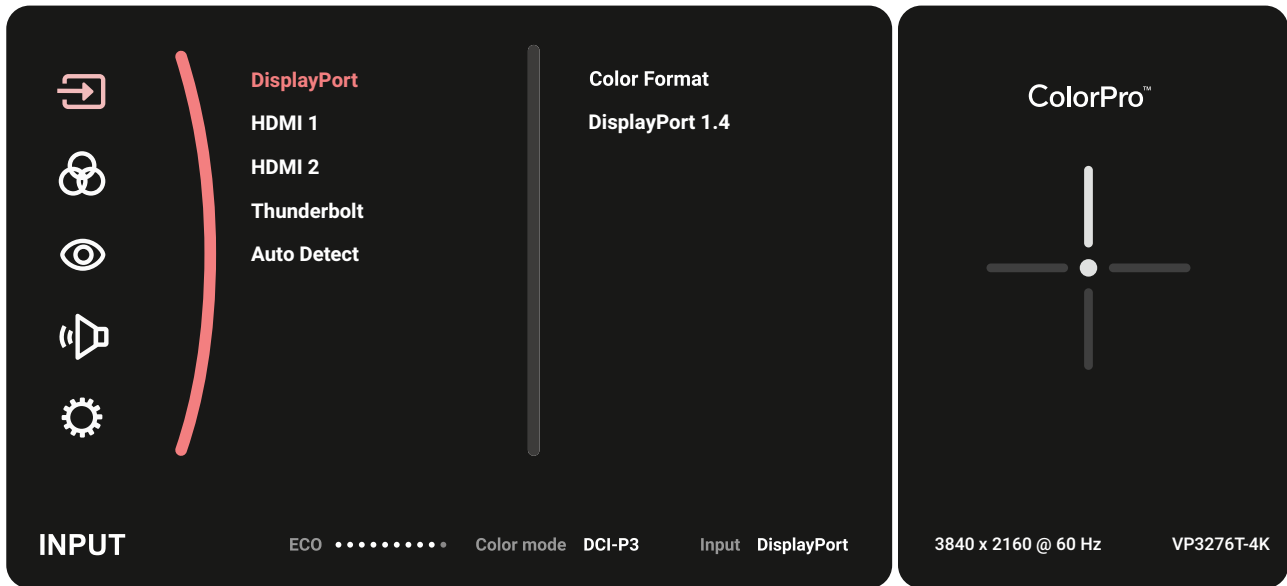 DisplayPort
HDMI 1
HDMI 2
Thunderbolt
Auto Detect
Color Format
DisplayPort 1.4
INPUT
ECO
Color mode DCI-P3
Input DisplayPort
ColorPro™
3840 x 2160 @ 60 Hz
VP3276T-4K